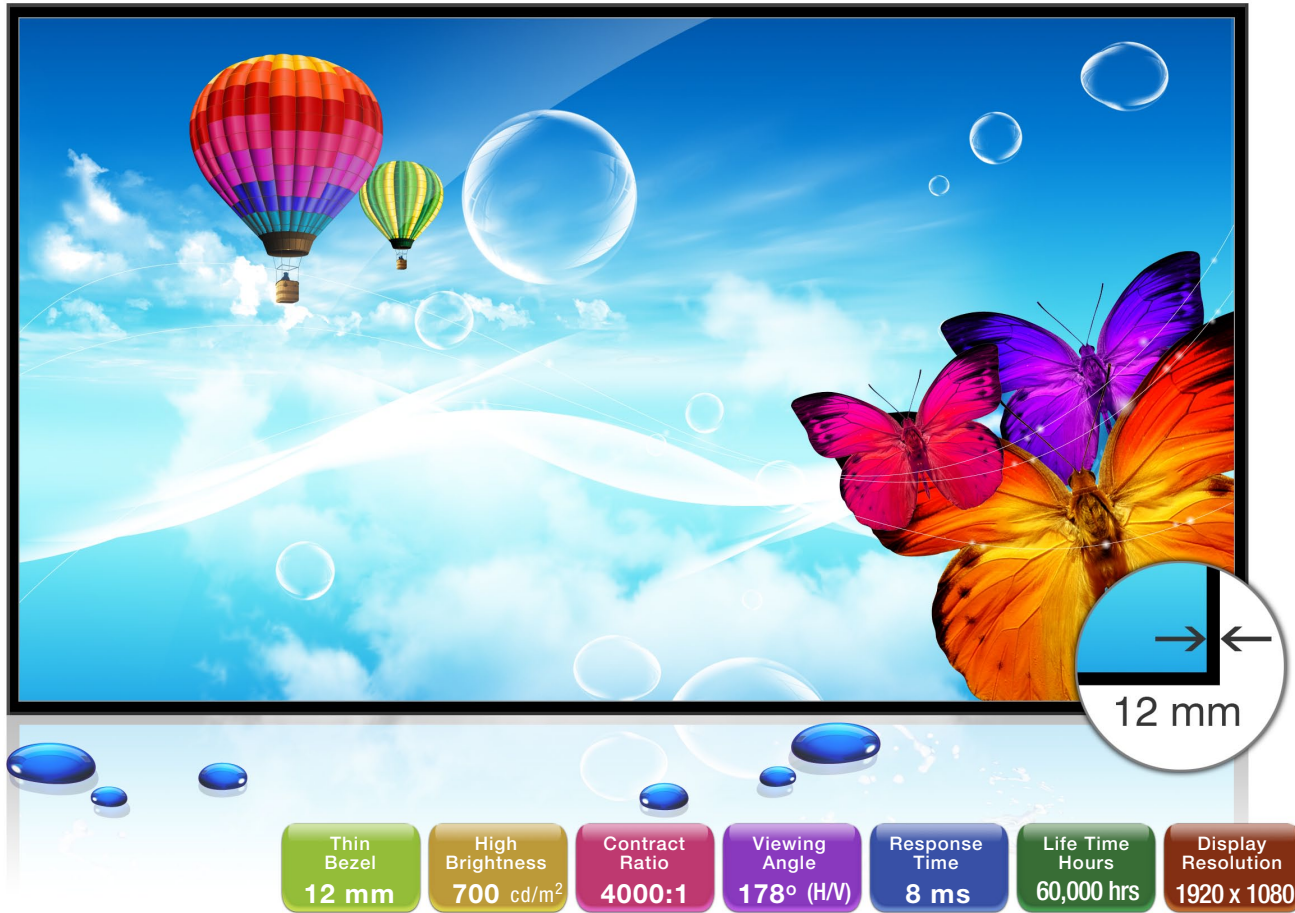 12 mm
Thin
Bezel
12 mm
High
Brightness
700 cd/m²
Contract
Ratio
4000:1
Viewing
Angle
178º (H/V)
Response
Time
8 ms
Life Time
Hours
60,000 hrs
Display
Resolution
1920 x 1080